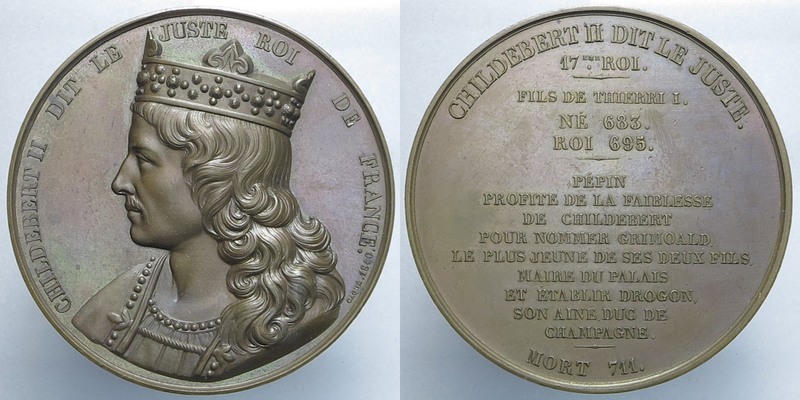 CHILDEBERT II DIT LE JUSTE ROI DE FRANCE.
CHILDEBERT II DIT LE JUSTE.
17ME. ROI.
FILS DE THIERRI I.
NÉ 683.
ROI 695.
PÉPIN
PROFITE DE LA FAIBLESSE
DE CHILDEBERT
POUR NOMMER GRIMOALD,
LE PLUS JEUNE DE SES DEUX FILS,
MAIRE DU PALAIS
ET ÉTABLIR DROGON,
SON AINE DUC DE
CHAMPAGNE.
MORT 711.